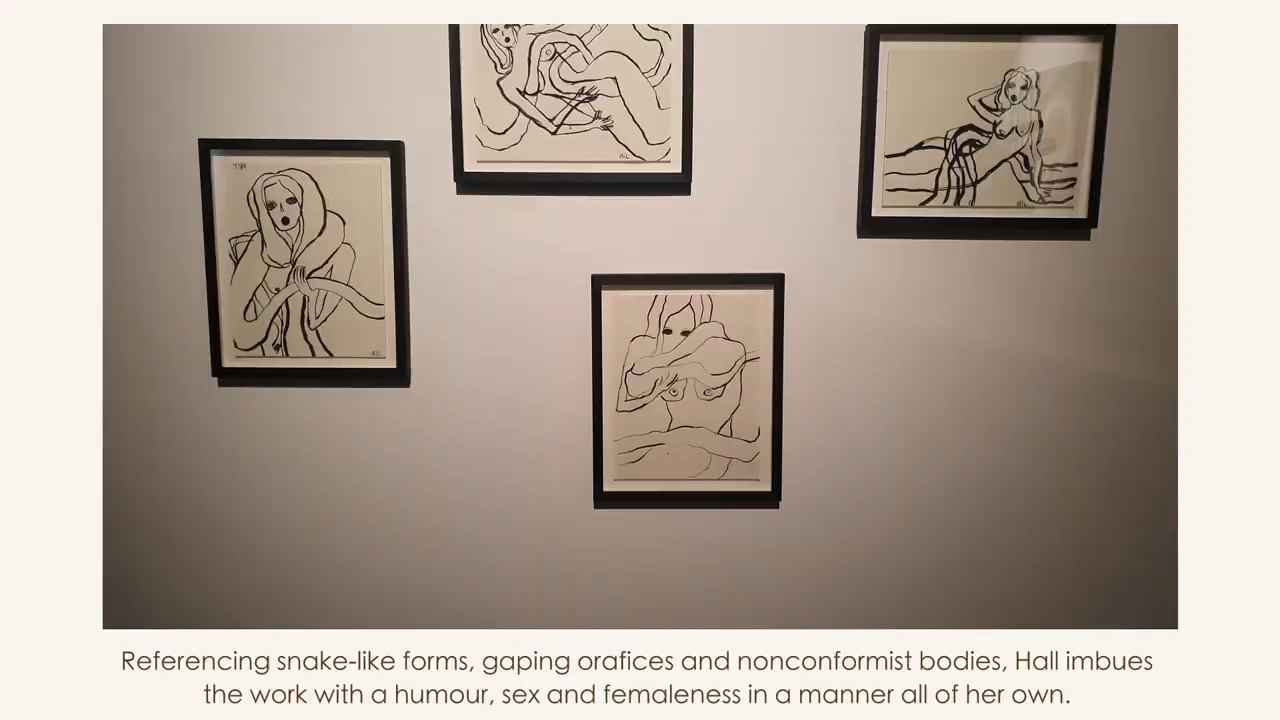 Referencing snake-like forms, gaping orafices and nonconformist bodies, Hall imbues
the work with a humour, sex and femaleness in a manner all of her own.